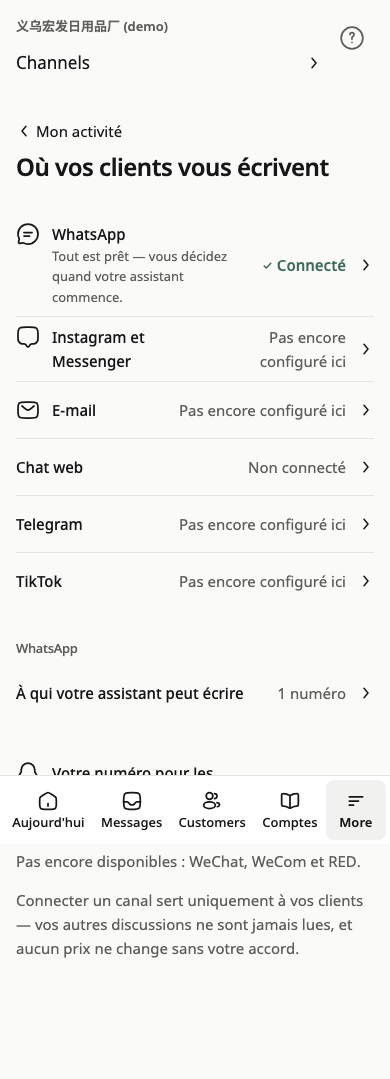 义乌宏发日用品厂 (demo)
Channels
Mon activité
Où vos clients vous écrivent
WhatsApp
Tout est prêt — vous décidez
quand votre assistant
commence.
Connecté
Instagram et
Messenger
Pas encore
configuré ici
E-mail
Pas encore configuré ici
Chat web
Non connecté
Telegram
Pas encore configuré ici
TikTok
Pas encore configuré ici
WhatsApp
À qui votre assistant peut écrire
1 numéro
Votre numéro pour les
Aujourd'hui
Messages
Customers
Comptes
More
Pas encore disponibles : WeChat, WeCom et RED.
Connecter un canal sert uniquement à vos clients
— vos autres discussions ne sont jamais lues, et
aucun prix ne change sans votre accord.